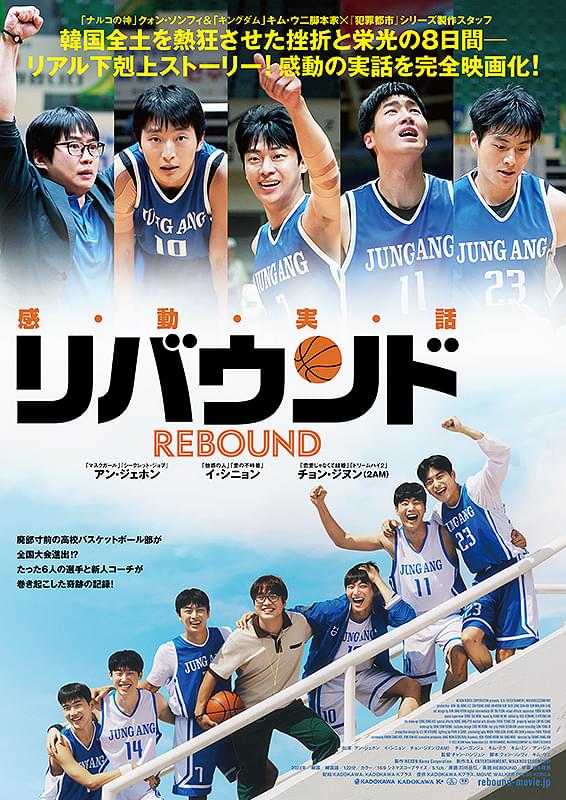 「ナルコの神」クォン・ソンフィ&「キングダム」キム・ウニ脚本家×「犯罪都市」シリーズ製作スタッフ
韓国全土を熱狂させた挫折と栄光の8日間―
リアル下剋上ストーリー!感動の実話を完全映画化!
JUNG ANG
10
JUNGANG
JUNG ANG
11
JUNG ANG
23
感・動・実・話
リバウンド
REBOUND
「マスクガール」「シークレット・ジョブ」
アン・ジェホン
「魅惑の人」「愛の不時着」
イ・シニョン
「恋愛じゃなくて結婚」「ドリームハイ2」
チョン・ジヌン(2AM)
廃部寸前の高校バスケットボール部が
全国大会進出!?
たった6人の選手と新人コーチが
巻き起こした奇跡の記録!
JUNG ANG
23
JUNG ANG
11
JUNG ANG
10
JUNG A
JUNGANG
14
rebound-movie.jp